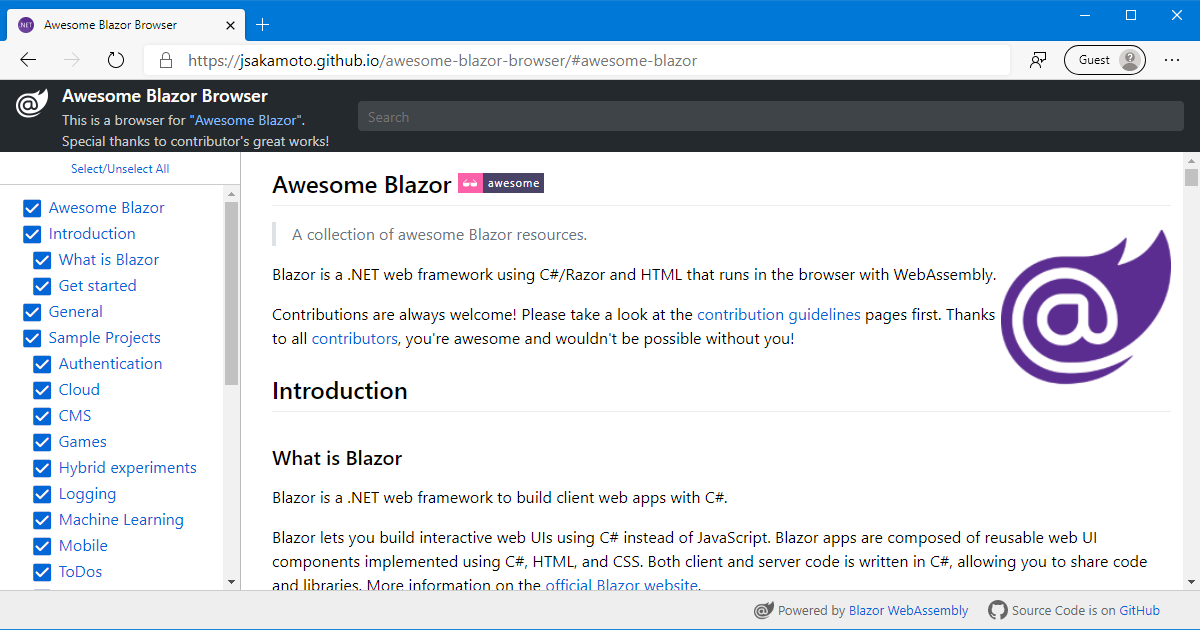 .NET Awesome Blazor Browser
https://jsakamoto.github.io/awesome-blazor-browser/#awesome-blazor
Guest
Awesome Blazor Browser
This is a browser for "Awesome Blazor".
Special thanks to contributor's great works!
Search
Select/Unselect All
Awesome Blazor
Introduction
What is Blazor
Get started
General
Sample Projects
Authentication
Cloud
CMS
Games
Hybrid experiments
Logging
Machine Learning
Mobile
ToDos
Awesome Blazor awesome
A collection of awesome Blazor resources.
Blazor is a .NET web framework using C#/Razor and HTML that runs in the browser with WebAssembly.
Contributions are always welcome! Please take a look at the contribution guidelines pages first. Thanks
to all contributors, you're awesome and wouldn't be possible without you!
Introduction
What is Blazor
Blazor is a .NET web framework to build client web apps with C#.
Blazor lets you build interactive web UIs using C# instead of JavaScript. Blazor apps are composed of reusable web UI
components implemented using C#, HTML, and CSS. Both client and server code is written in C#, allowing you to share code
and libraries. More information on the official Blazor website.
Powered by Blazor WebAssembly
Source Code is on GitHub